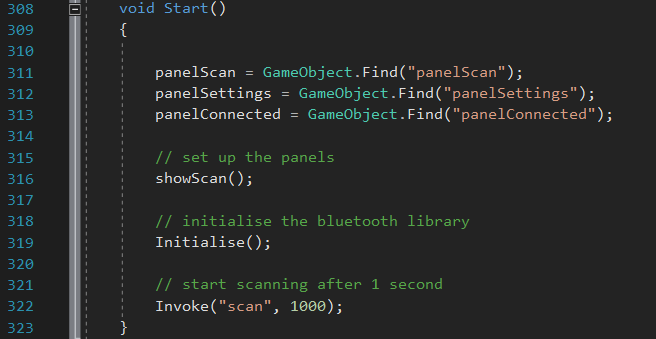 308 void Start()
309 {
310
311 panelScan = GameObject.Find("panelScan");
312 panelSettings = GameObject.Find("panelSettings");
313 panelConnected = GameObject.Find("panelConnected");
314
315 // set up the panels
316 showScan();
317
318 // initialise the bluetooth library
319 Initialise();
320
321 // start scanning after 1 second
322 Invoke("scan", 1000);
323 }